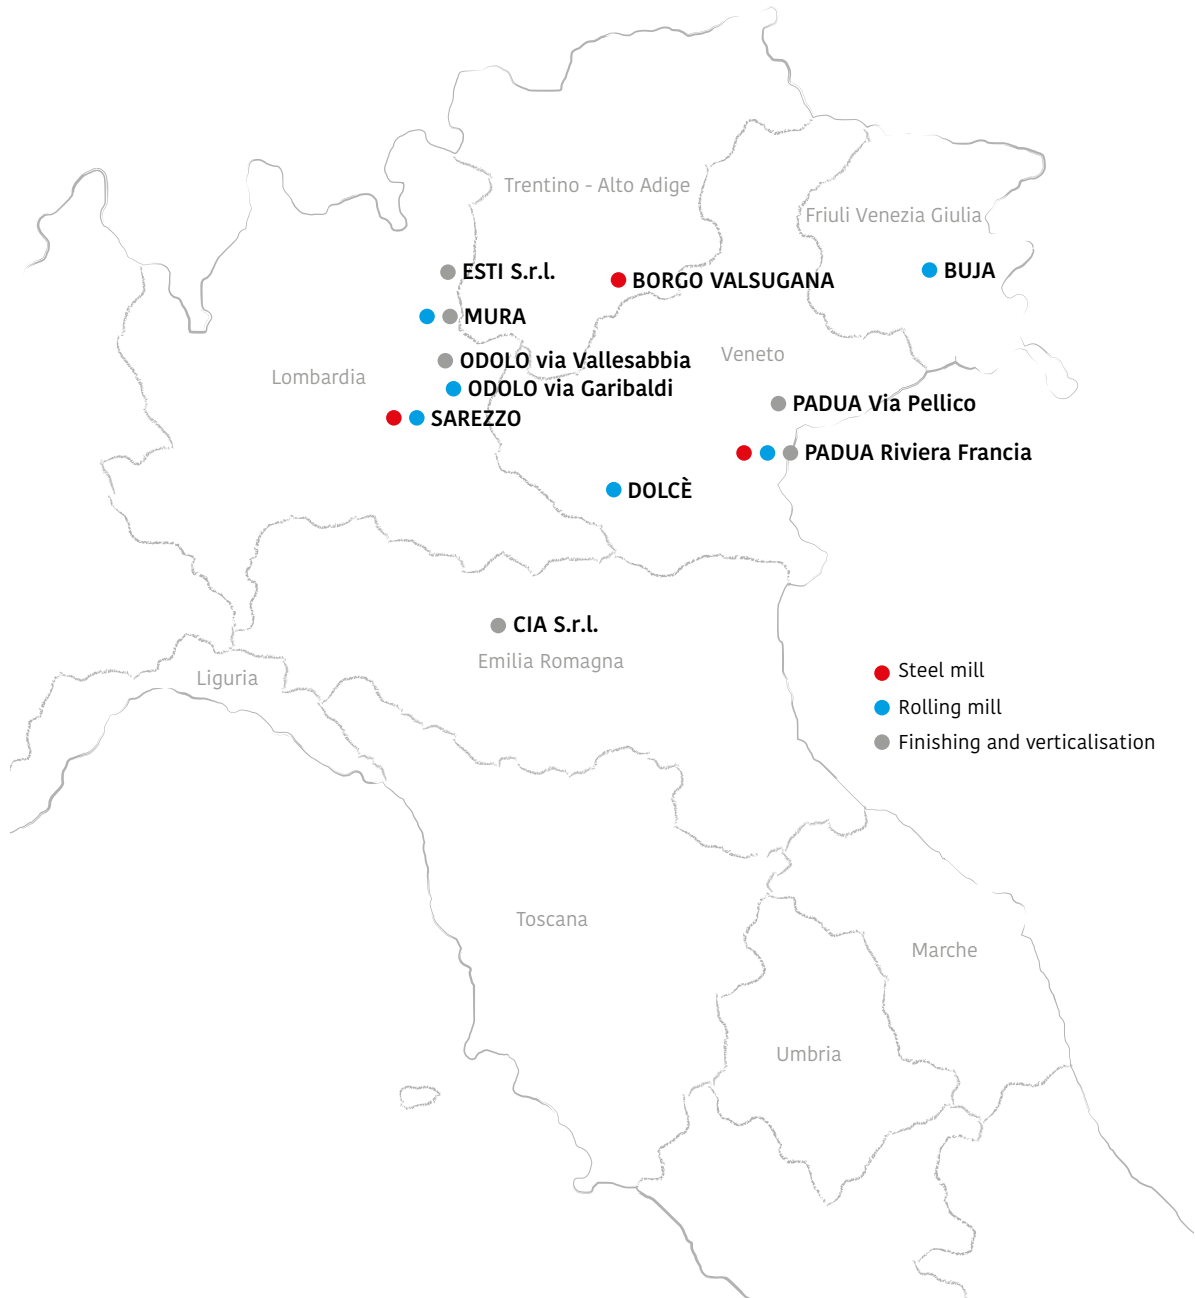 Trentino - Alto Adige
Friuli Venezia Giulia
ESTI S.r.l.
BORGO VALSUGANA
BUJA
MURA
Veneto
ODOLO via Vallesabbia
Lombardia
ODOLO via Garibaldi
PADUA Via Pellico
SAREZZO
PADUA Riviera Francia
DOLCÈ
CIA S.r.l.
Emilia Romagna
Liguria
Steel mill
Rolling mill
Finishing and verticalisation
Toscana
Marche
Umbria